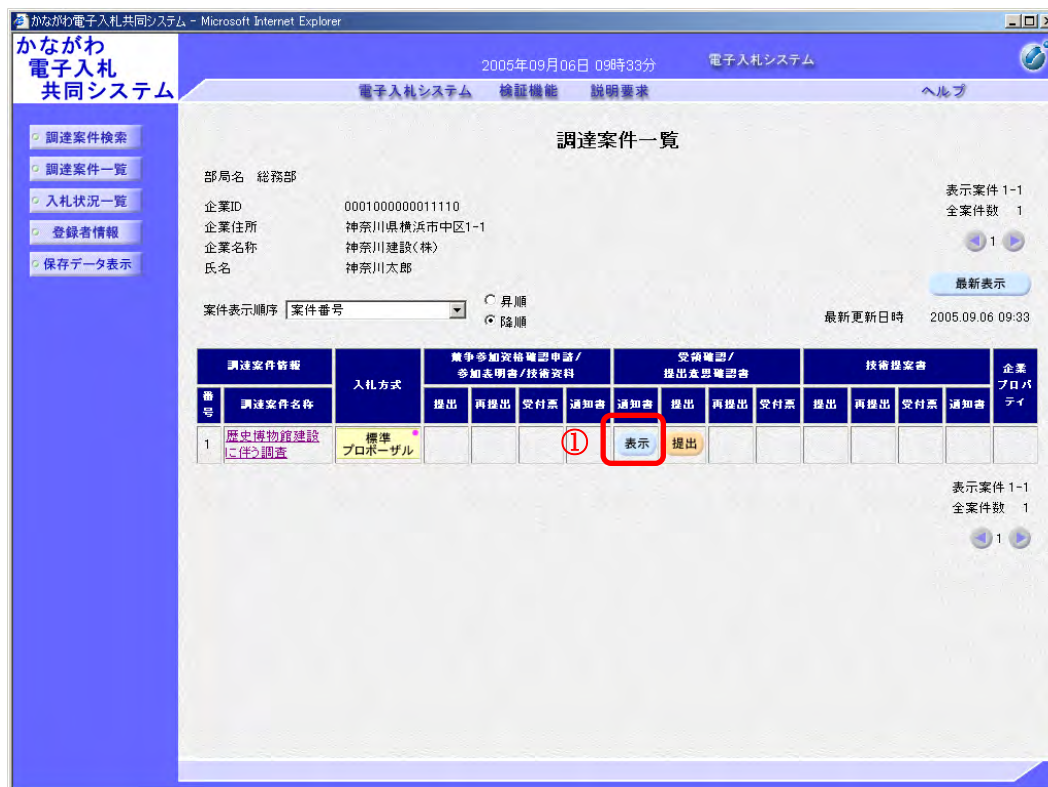 かながわ電子入札共同システム - Microsoft Internet Explorer
かながわ
電子入札
共同システム
2005年09月06日 09時33分
電子入札システム
電子入札システム 検証機能 説明要求 ヘルプ
調達案件検索
調達案件一覧
入札状況一覧
登録者情報
保存データ表示
調達案件一覧
部局名 総務部
企業ID 0001000000011110
企業住所 神奈川県横浜市中区1-1
企業名称 神奈川建設(株)
氏名 神奈川太郎
表示案件 1-1
全案件数 1
1
最新表示
案件表示順序 案件番号
昇順
降順
最新更新日時 2005.09.06 09:33
調達案件情報 入札方式 競争参加資格確認申請/参加表明書/技術資料 受領確認/提出意思確認書 技術提案書 企業プロパティ
番号 調達案件名称 提出 再提出 受付票 通知書 通知書 提出 再提出 受付票 提出 再提出 受付票 通知書
1 歴史博物館建設に伴う調査 標準プロポーザル ① 表示 提出
表示案件 1-1
全案件数 1
1